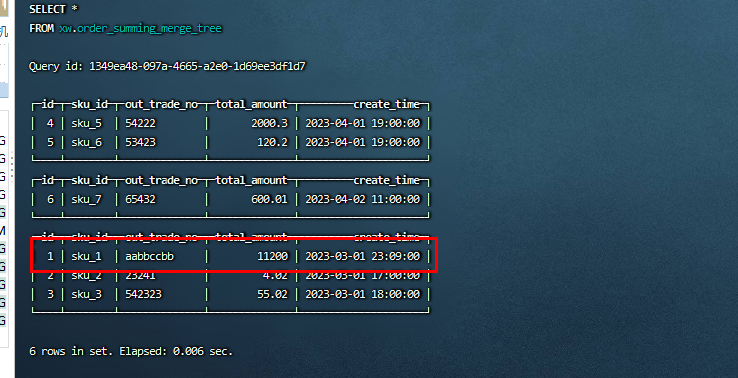 SELECT *
FROM xw.order_summing_merge_tree
Query id: 1349ea48-097a-4665-a2e0-1d69ee3df1d7
id sku_id out_trade_no total_amount create_time
4 sku_5 54222 2000.3 2023-04-01 19:00:00
5 sku_6 53423 120.2 2023-04-01 19:00:00
id sku_id out_trade_no total_amount create_time
6 sku_7 65432 600.01 2023-04-02 11:00:00
id sku_id out_trade_no total_amount create_time
1 sku_1 aabbccbb 11200 2023-03-01 23:09:00
2 sku_2 23241 4.02 2023-03-01 17:00:00
3 sku_3 542323 55.02 2023-03-01 18:00:00
6 rows in set. Elapsed: 0.006 sec.